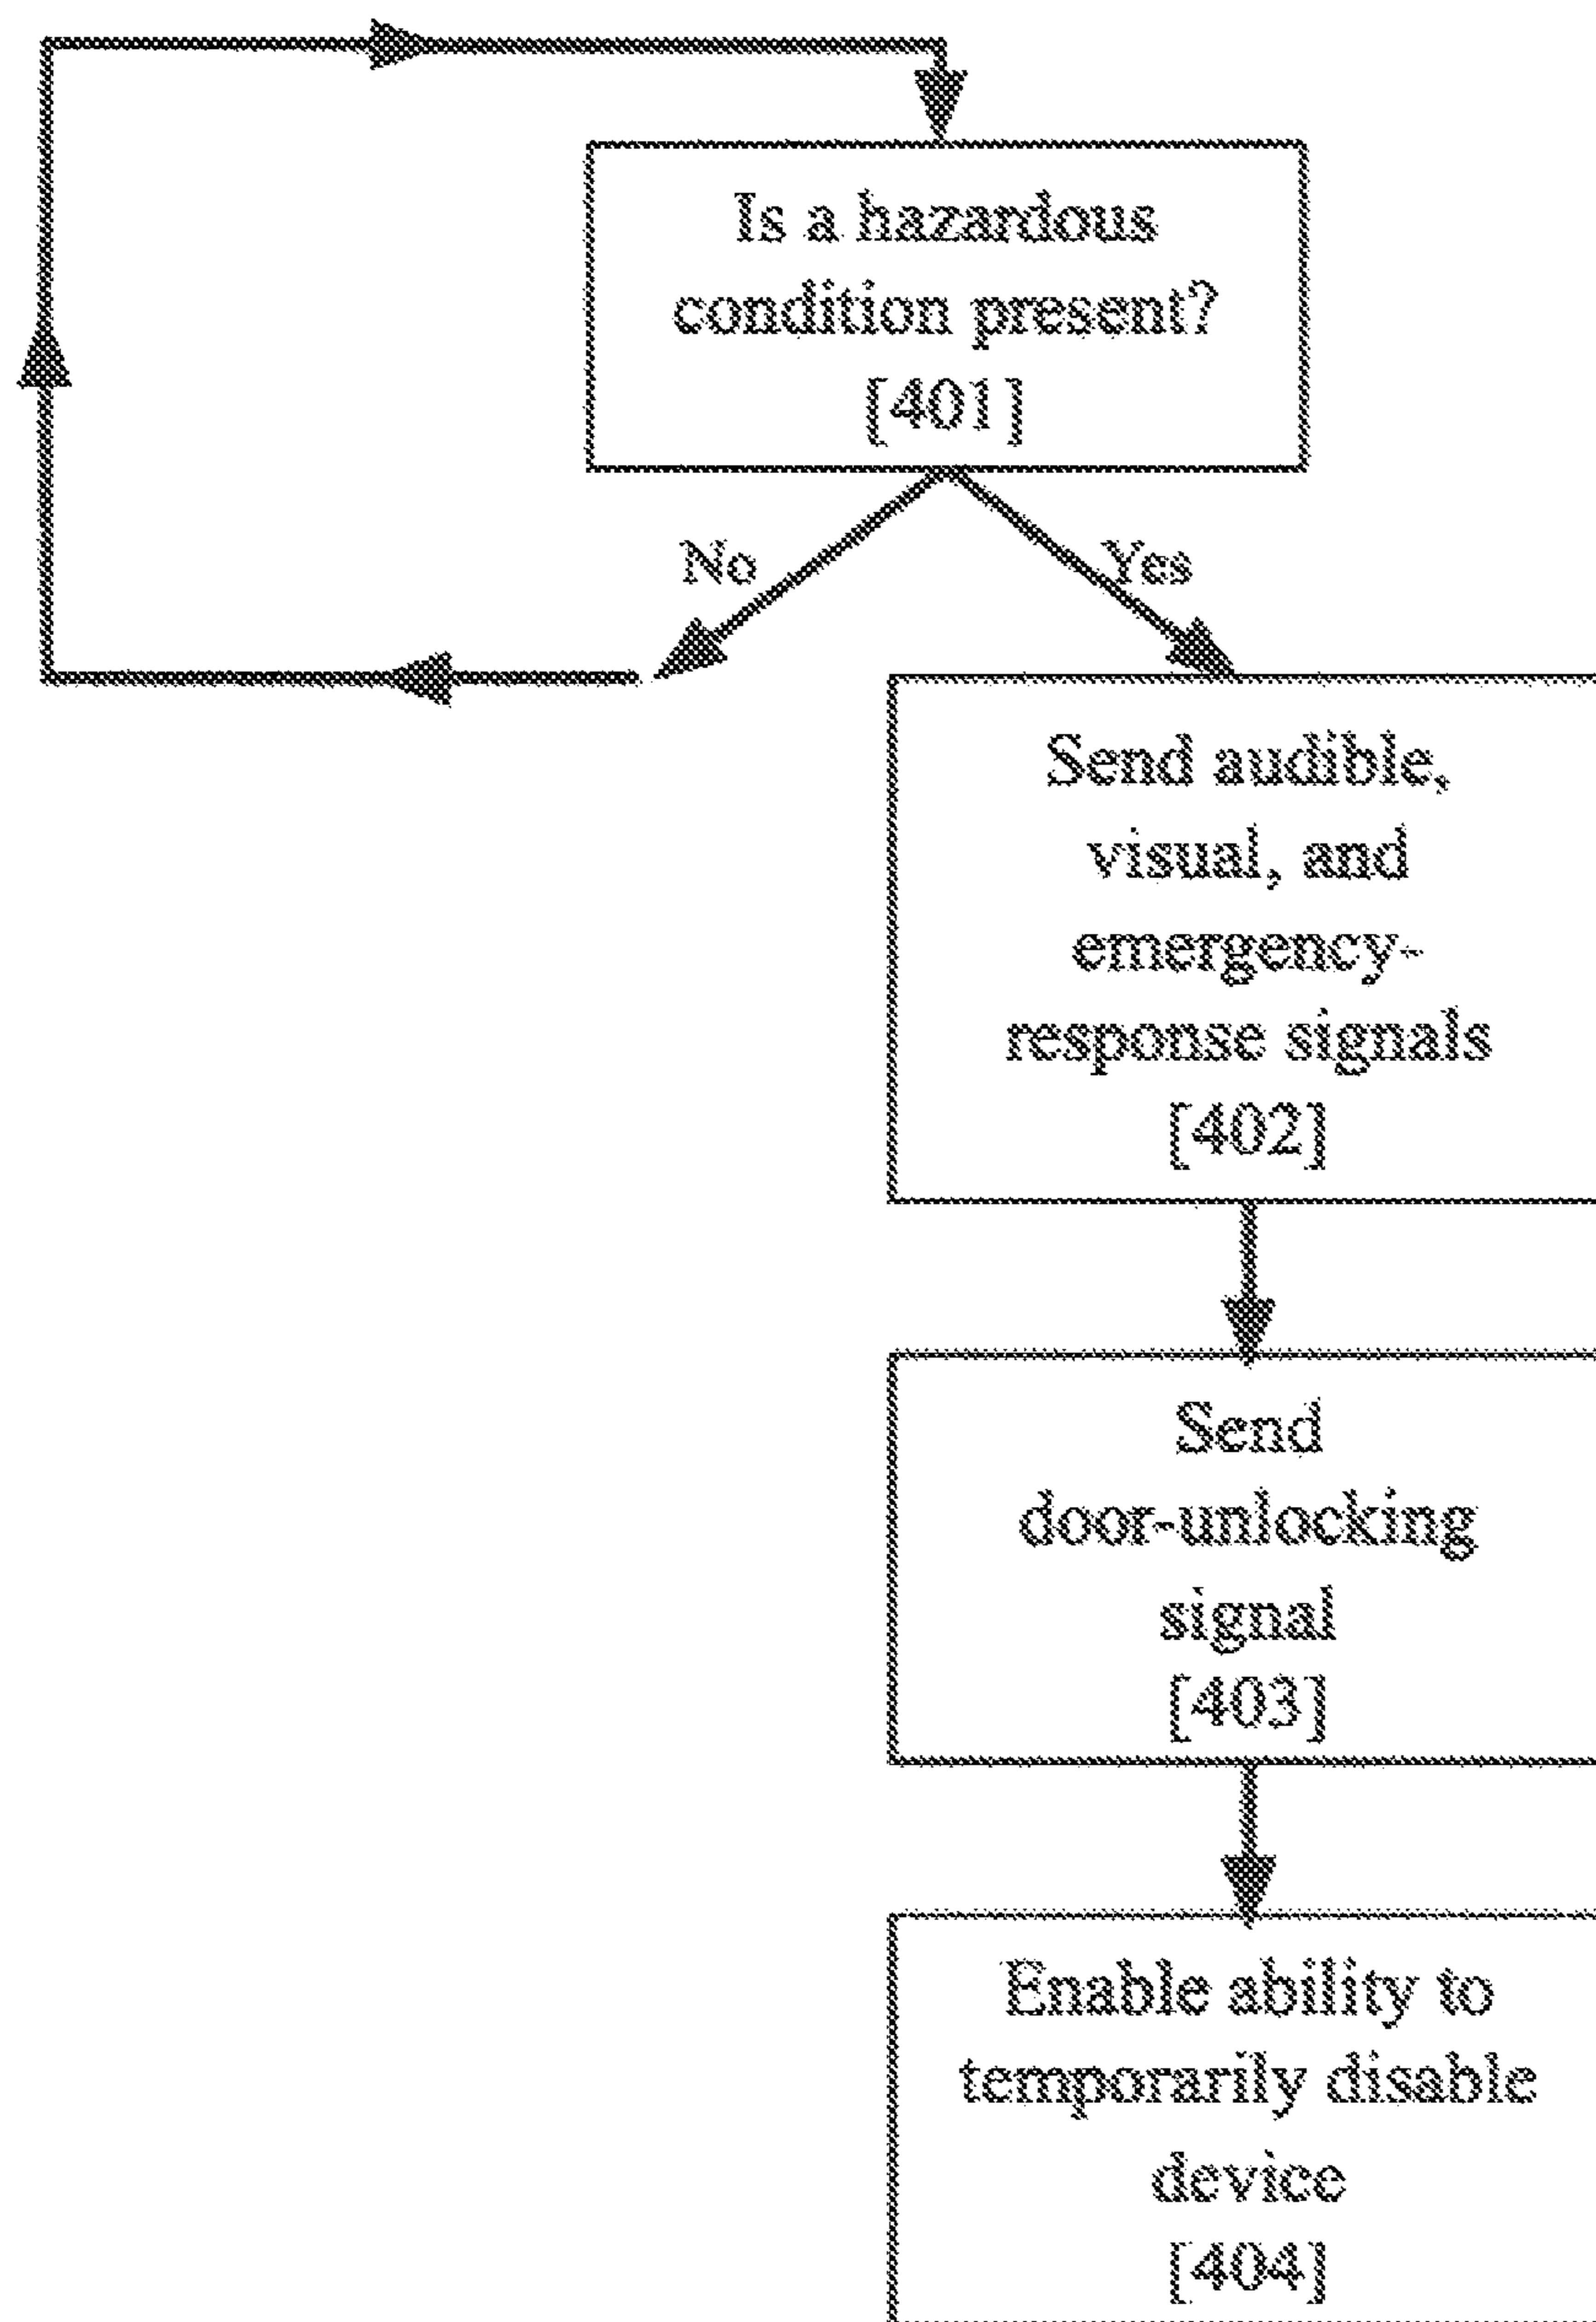 Is a hazardous
condition present?
[401]
No
Yes
Send audible,
visual, and
emergency-
response signals
[402]
Send
door-unlocking
signal
[403]
Enable ability to
temporarily disable
device
[404]